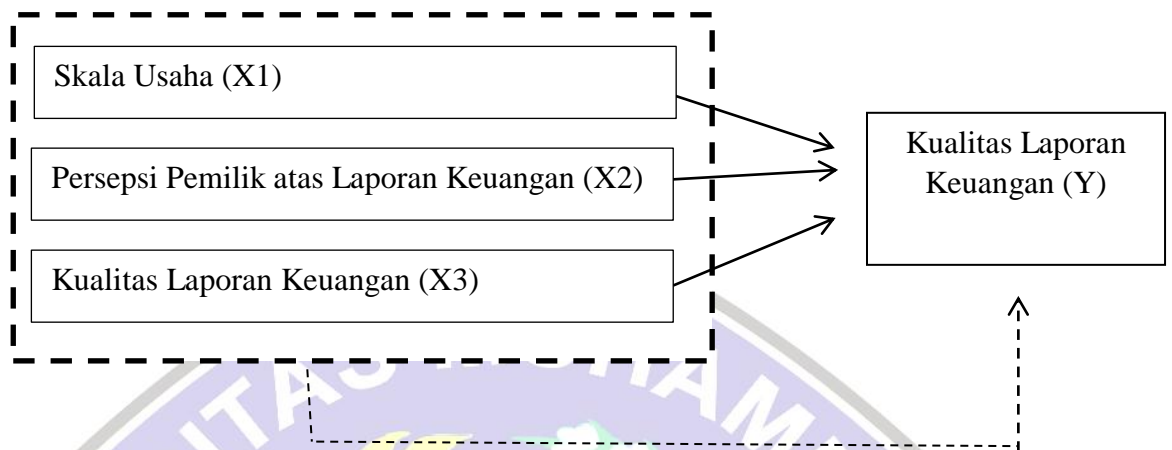 Skala Usaha (X1)
Persepsi Pemilik atas Laporan Keuangan (X2)
Kualitas Laporan Keuangan (X3)
Kualitas Laporan
Keuangan (Y)